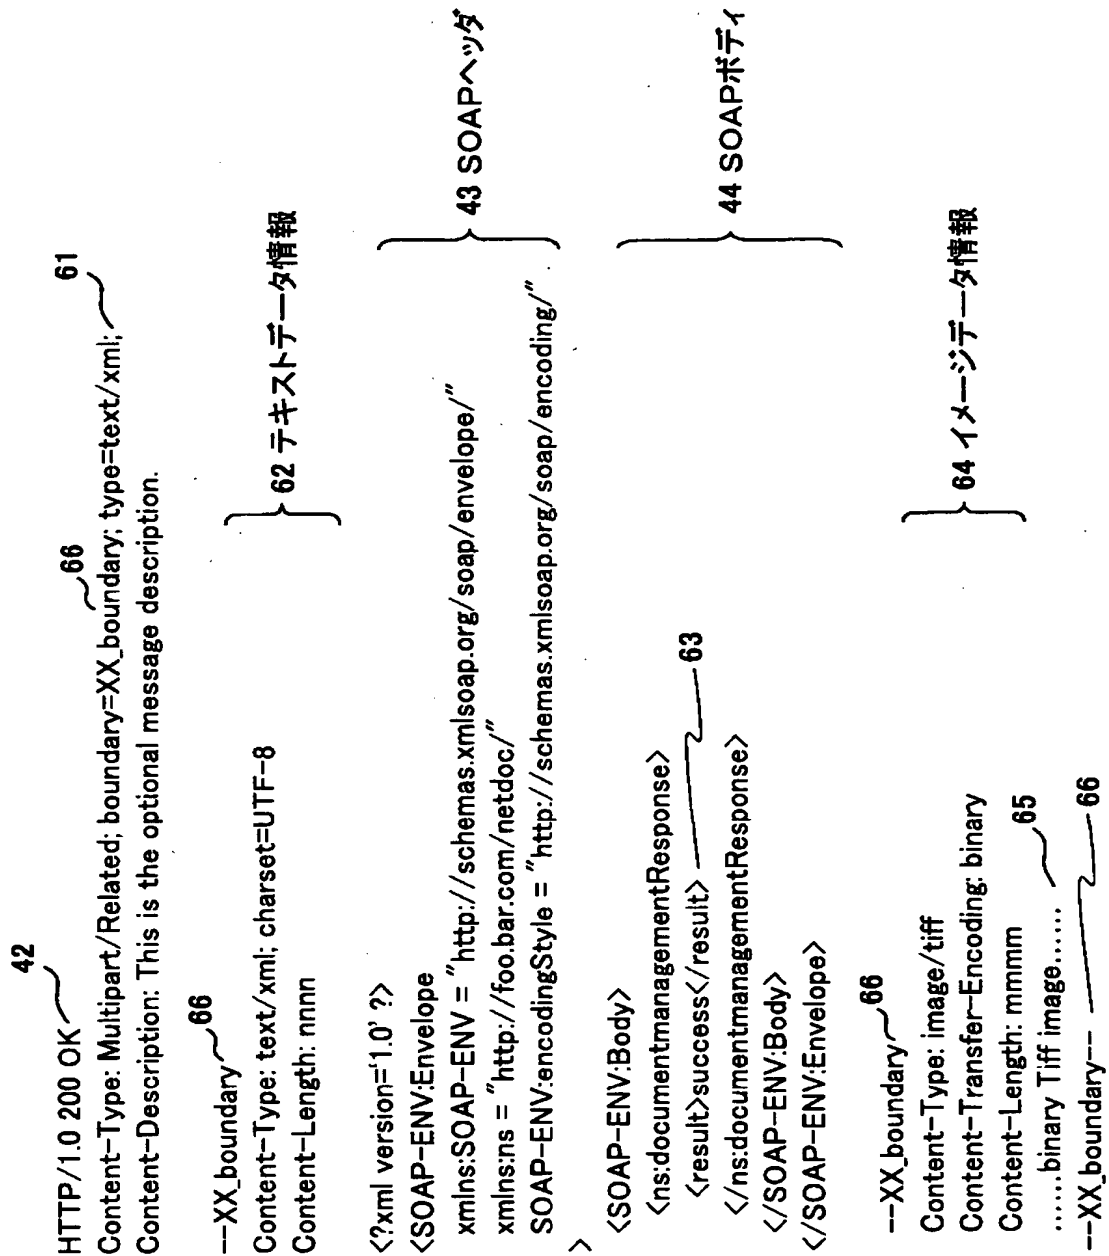 42
HTTP/1.0 200 OK
66
61
Content-Type: Multipart/Related; boundary=XX_boundary; type=text/xml;
Content-Description: This is the optional message description.
--XX_boundary 66
Content-Type: text/xml; charset=UTF-8
Content-Length: nnnn
62 テキストデータ情報
<?xml version='1.0' ?>
<SOAP-ENV:Envelope
xmlns:SOAP-ENV = "http://schemas.xmlsoap.org/soap/envelope/"
xmlns:ns = "http://foo.bar.com/netdoc/"
SOAP-ENV:encodingStyle = "http://schemas.xmlsoap.org/soap/encoding/"
>
43 SOAPヘッダ
<SOAP-ENV:Body>
<ns:documentmanagementResponse>
<result>success</result> 63
</ns:documentmanagementResponse>
</SOAP-ENV:Body>
</SOAP-ENV:Envelope>
44 SOAPボディ
--XX_boundary 66
Content-Type: image/tiff
Content-Transfer-Encoding: binary
Content-Length: mmmm
......binary Tiff image...... 65
--XX_boundary-- 66
64 イメージデータ情報